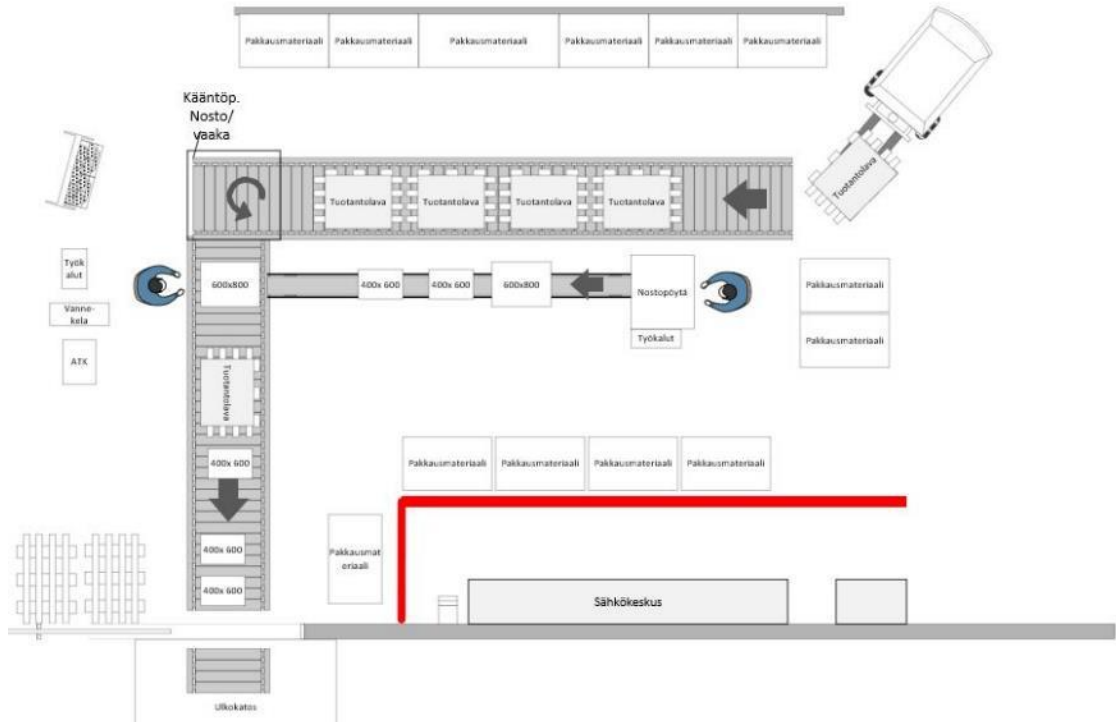 Pakkausmateriaali
Pakkausmateriaali
Pakkausmateriaali
Pakkausmateriaali
Pakkausmateriaali
Pakkausmateriaali
Kääntöp.
Nosto/
vaaka
Tuotantolava
Tuotantolava
Tuotantolava
Tuotantolava
Tuotantolava
Työk
alut
600x800
400x 600
400x 600
600x800
Nostopöytä
Pakkausmateriaali
Vanne-
kela
Työkalut
Pakkausmateriaali
ATK
Tuotantolava
400x 600
Pakkausmateriaali
Pakkausmateriaali
Pakkausmateriaali
Pakkausmateriaali
400x 600
Pakkausmat
eriaali
400x 600
Sähkökeskus
Ulkokatos